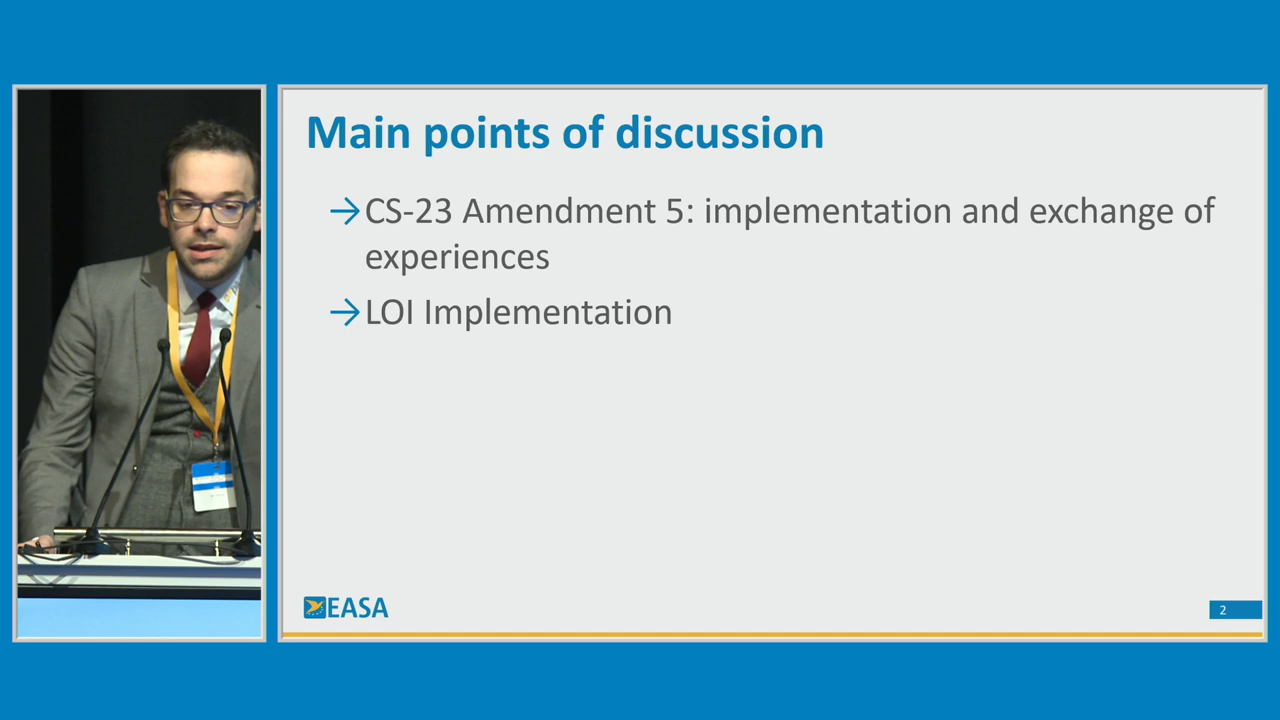 Main points of discussion
→CS-23 Amendment 5: implementation and exchange of
experiences
→LOI Implementation
EASA
2